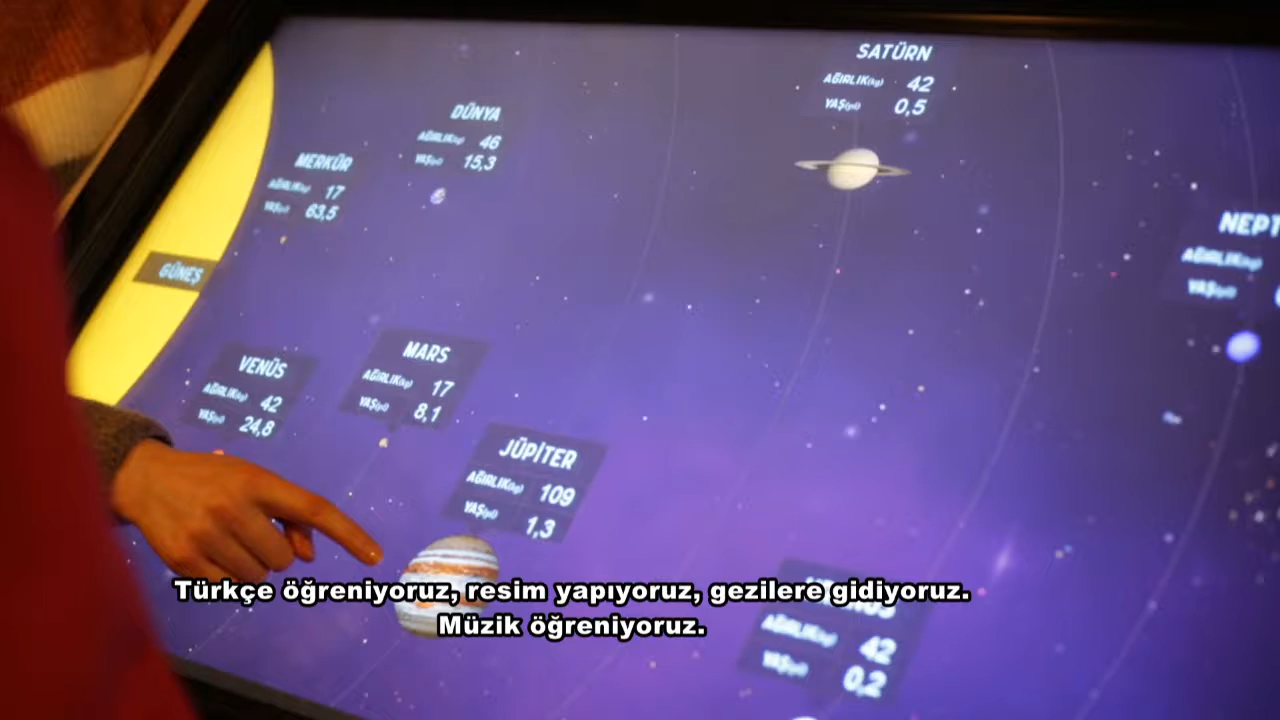 SATÜRN
AĞIRLIK(kg) 42
YAŞ(yıl) 0,5
DÜNYA
AĞIRLIK(kg) 46
YAŞ(yıl) 15,3
MERKÜR
AĞIRLIK(kg) 17
YAŞ(yıl) 63,5
NEPT
AĞIRLIK(kg)
YAŞ(yıl)
GÜNEŞ
VENÜS
AĞIRLIK(kg) 42
YAŞ(yıl) 24,8
MARS
AĞIRLIK(kg) 17
YAŞ(yıl) 8,1
JÜPİTER
AĞIRLIK(kg) 109
YAŞ(yıl) 1,3
AĞIRLIK(kg) 42
YAŞ(yıl) 0,2
Türkçe öğreniyoruz, resim yapıyoruz, gezilere gidiyoruz.
Müzik öğreniyoruz.